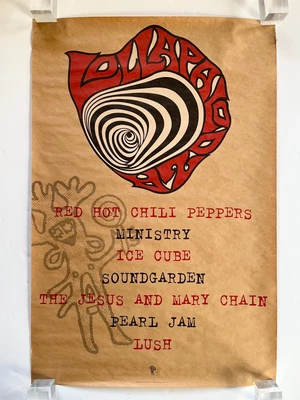 LOLLAPALOOZA
RED HOT CHILI PEPPERS
MINISTRY
ICE CUBE
SOUNDGARDEN
THE JESUS AND MARY CHAIN
PEARL JAM
LUSH